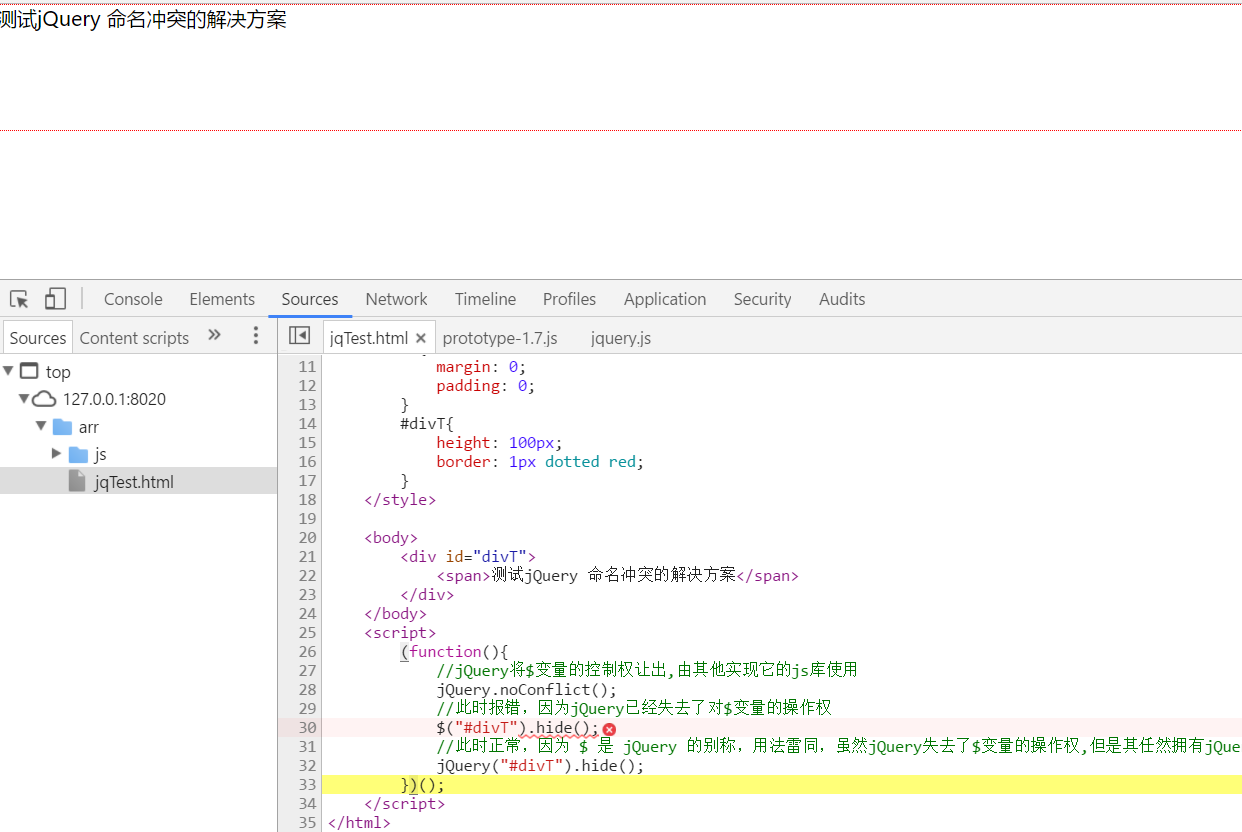 测试jQuery 命名冲突的解决方案
Console Elements Sources Network Timeline Profiles Application Security Audits
Sources Content scripts » jqTest.html × prototype-1.7.js jquery.js
top
127.0.0.1:8020
arr
js
jqTest.html
11 margin: 0;
12 padding: 0;
13 }
14 #divT{
15 height: 100px;
16 border: 1px dotted red;
17 }
18 </style>
19
20 <body>
21 <div id="divT">
22 <span>测试jQuery 命名冲突的解决方案</span>
23 </div>
24 </body>
25 <script>
26 (function(){
27 //jQuery将$变量的控制权让出,由其他实现它的js库使用
28 jQuery.noConflict();
29 //此时报错，因为jQuery已经失去了对$变量的操作权
30 $("#divT").hide();
31 //此时正常，因为 $ 是 jQuery 的别称，用法雷同，虽然jQuery失去了$变量的操作权,但是其任然拥有jQue
32 jQuery("#divT").hide();
33 })();
34 </script>
35 </html>